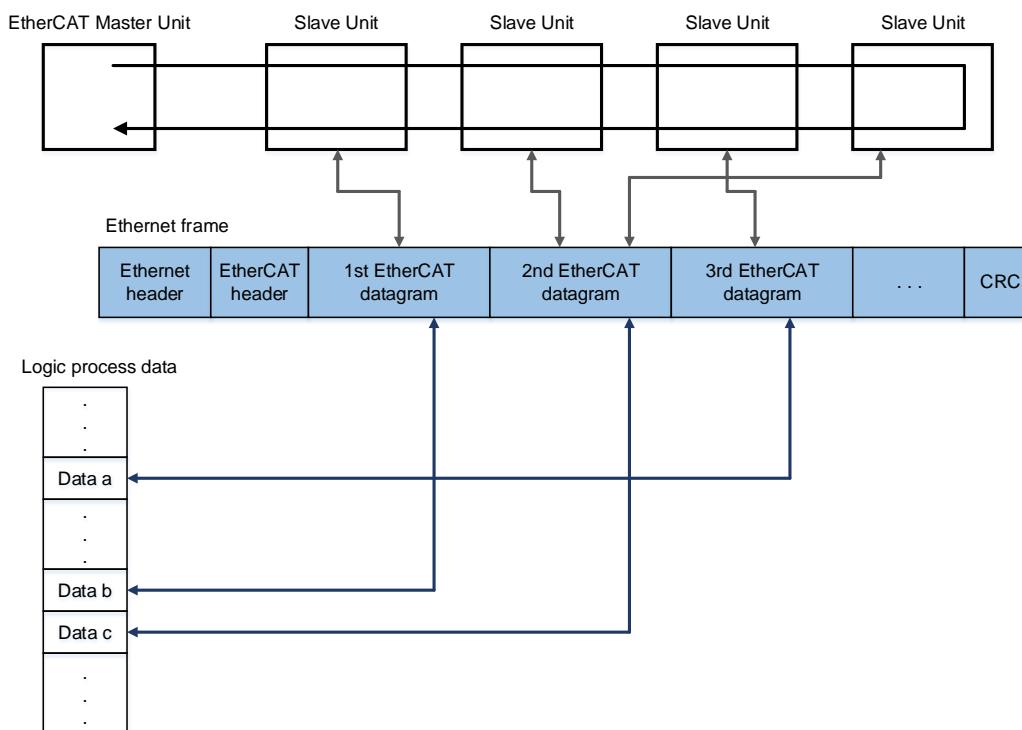 EtherCAT Master Unit
Slave Unit
Slave Unit
Slave Unit
Slave Unit
Ethernet frame
Ethernet
header
EtherCAT
header
1st EtherCAT
datagram
2nd EtherCAT
datagram
3rd EtherCAT
datagram
. . .
CRC
Logic process data
.
.
.
Data a
.
.
.
Data b
Data c
.
.
.